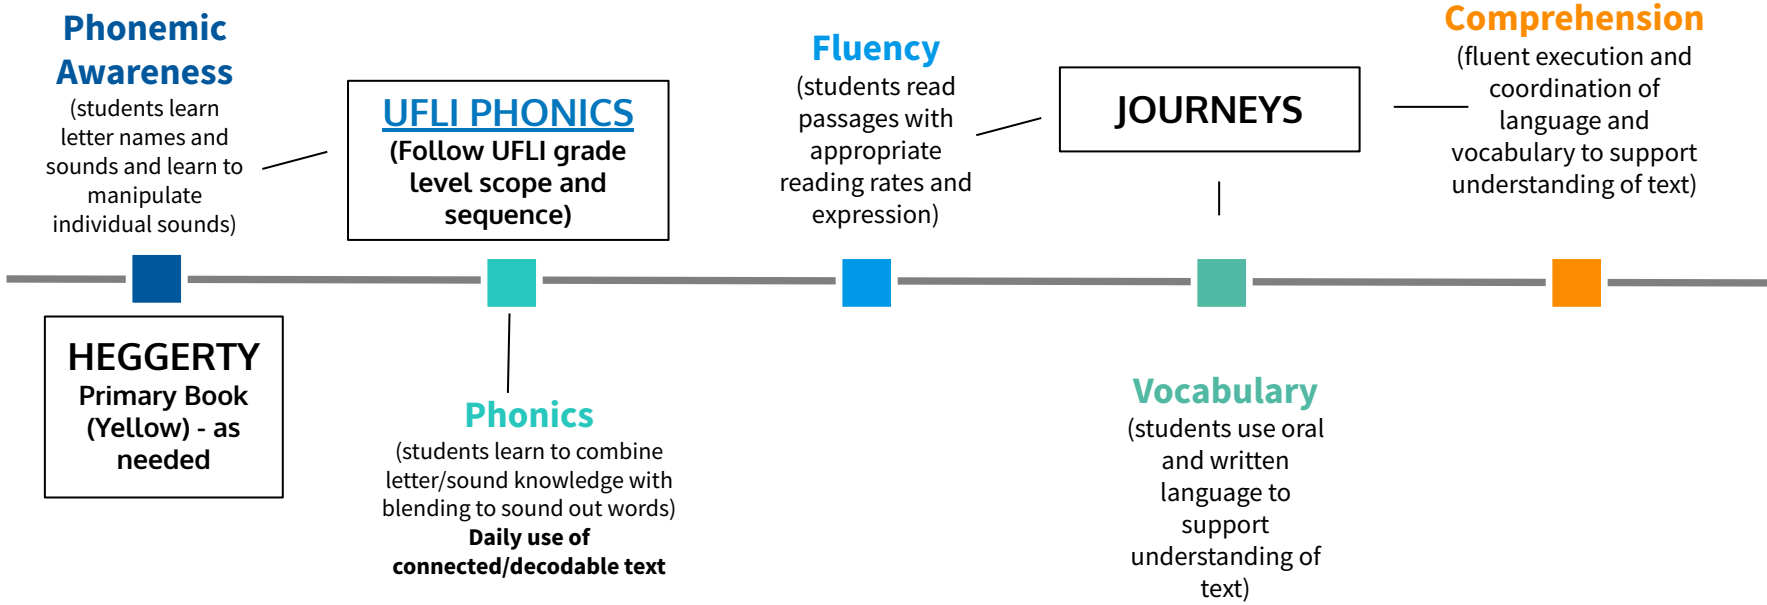 Phonemic
Awareness
(students learn
letter names and
sounds and learn to
manipulate
individual sounds)
HEGGERTY
Primary Book
(Yellow) - as
needed
UFLI PHONICS
(Follow UFLI grade
level scope and
sequence)
Phonics
(students learn to combine
letter/sound knowledge with
blending to sound out words)
Daily use of
connected/decodable text
Fluency
(students read
passages with
appropriate
reading rates and
expression)
JOURNEYS
Vocabulary
(students use oral
and written
language to
support
understanding of
text)
Comprehension
(fluent execution and
coordination of
language and
vocabulary to support
understanding of text)